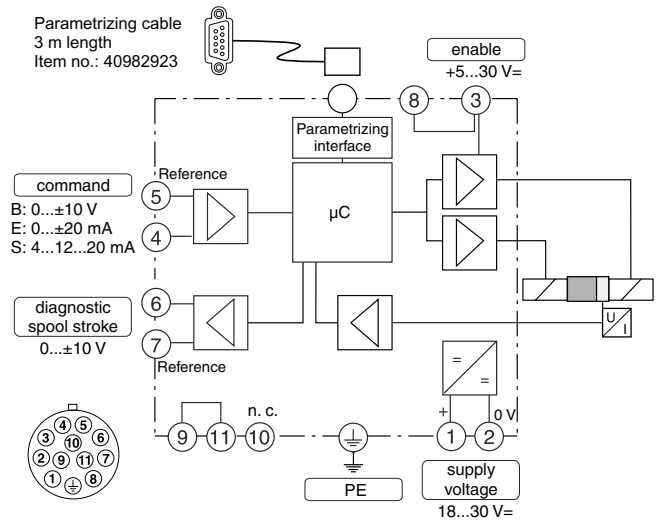 Parametrizing cable
3 m length
Item no.: 40982923
enable
+5...30 V=
8
3
Parametrizing
interface
command
B: 0...±10 V
E: 0...±20 mA
S: 4...12...20 mA
Reference
5
4
µC
diagnostic
spool stroke
0...±10 V
6
7
Reference
U
I
=
=
n. c.
+
0 V
9
11
10
1
2
PE
supply
voltage
18...30 V=
4
5
3
10
6
2
9
11
7
1
8